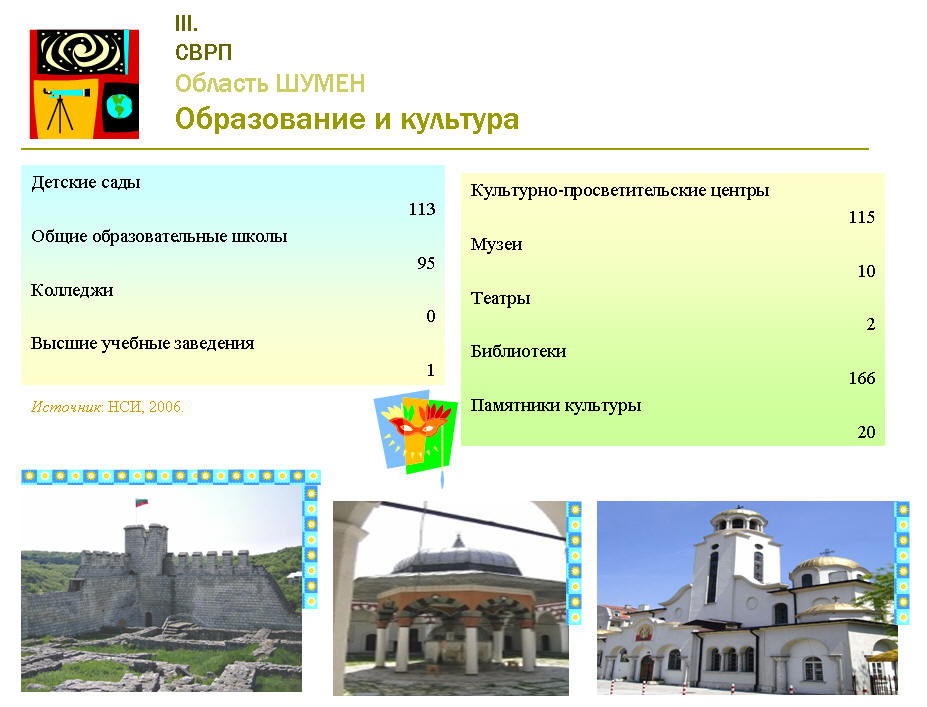 III.
СВРП
Область ШУМЕН
Образование и культура
Детские сады
113
Общие образовательные школы
95
Колледжи
0
Высшие учебные заведения
1
Источник: НСИ, 2006.
Культурно-просветительские центры
115
Музеи
10
Театры
2
Библиотеки
166
Памятники культуры
20